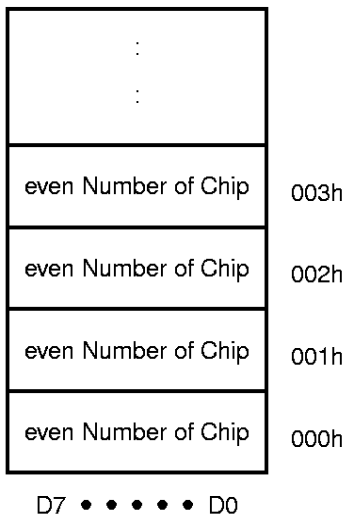 :
:
even Number of Chip 003h
even Number of Chip 002h
even Number of Chip 001h
even Number of Chip 000h
D7 • • • • • D0